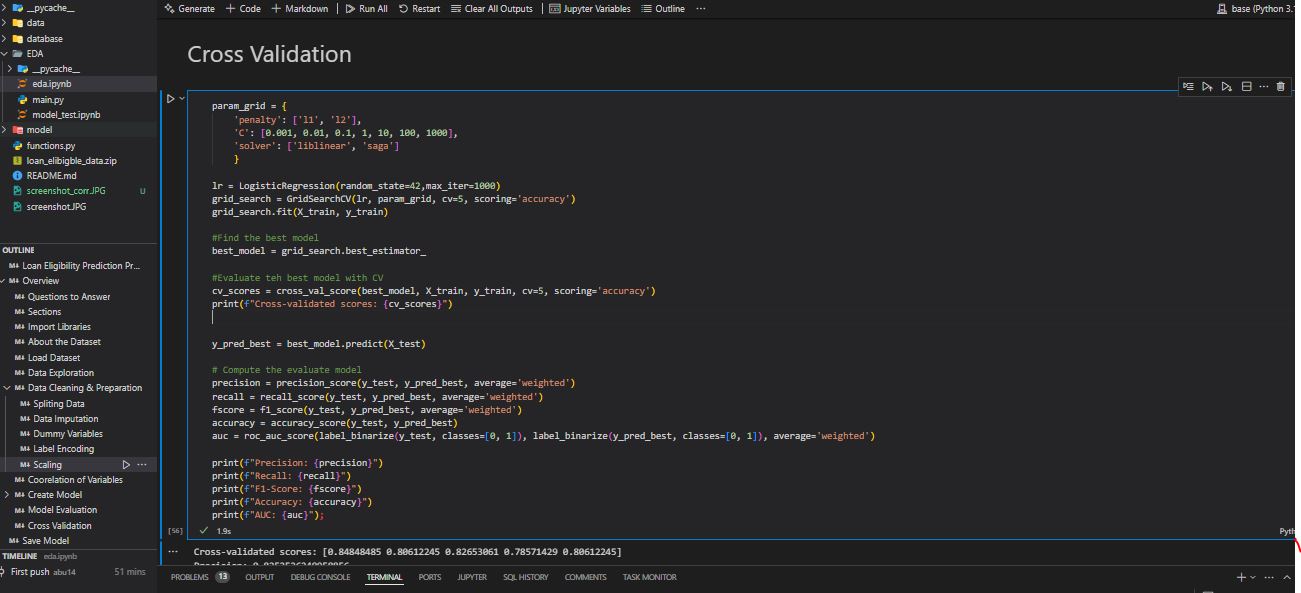 __pycache__
data
database
EDA
__pycache__
eda.ipynb
main.py
model_test.ipynb
model
functions.py
loan_elibigble_data.zip
README.md
screenshot_corr.JPG U
screenshot.JPG
OUTLINE
M↓ Loan Eligibility Prediction Pr...
M↓ Overview
M↓ Questions to Answer
M↓ Sections
M↓ Import Libraries
M↓ About the Dataset
M↓ Load Dataset
M↓ Data Exploration
M↓ Data Cleaning & Preparation
M↓ Spliting Data
M↓ Data Imputation
M↓ Dummy Variables
M↓ Label Encoding
M↓ Scaling ...
M↓ Coorelation of Variables
M↓ Create Model
M↓ Model Evaluation
M↓ Cross Validation
M↓ Save Model
TIMELINE eda.ipynb
First push abu14 51 mins
Generate + Code + Markdown Run All Restart Clear All Outputs Jupyter Variables Outline ... base (Python 3.
Cross Validation
param_grid = {
'penalty': ['l1', 'l2'],
'C': [0.001, 0.01, 0.1, 1, 10, 100, 1000],
'solver': ['liblinear', 'saga']
}
lr = LogisticRegression(random_state=42,max_iter=1000)
grid_search = GridSearchCV(lr, param_grid, cv=5, scoring='accuracy')
grid_search.fit(X_train, y_train)
#Find the best model
best_model = grid_search.best_estimator_
#Evaluate teh best model with CV
cv_scores = cross_val_score(best_model, X_train, y_train, cv=5, scoring='accuracy')
print(f"Cross-validated scores: {cv_scores}")
y_pred_best = best_model.predict(X_test)
# Compute the evaluate model
precision = precision_score(y_test, y_pred_best, average='weighted')
recall = recall_score(y_test, y_pred_best, average='weighted')
fscore = f1_score(y_test, y_pred_best, average='weighted')
accuracy = accuracy_score(y_test, y_pred_best)
auc = roc_auc_score(label_binarize(y_test, classes=[0, 1]), label_binarize(y_pred_best, classes=[0, 1]), average='weighted')
print(f"Precision: {precision}")
print(f"Recall: {recall}")
print(f"F1-Score: {fscore}")
print(f"Accuracy: {accuracy}")
print(f"AUC: {auc}");
[56] ✓ 1.9s Pyth
... Cross-validated scores: [0.84848485 0.80612245 0.82653061 0.78571429 0.80612245]
PROBLEMS 13 OUTPUT DEBUG CONSOLE TERMINAL PORTS JUPYTER SQL HISTORY COMMENTS TASK MONITOR